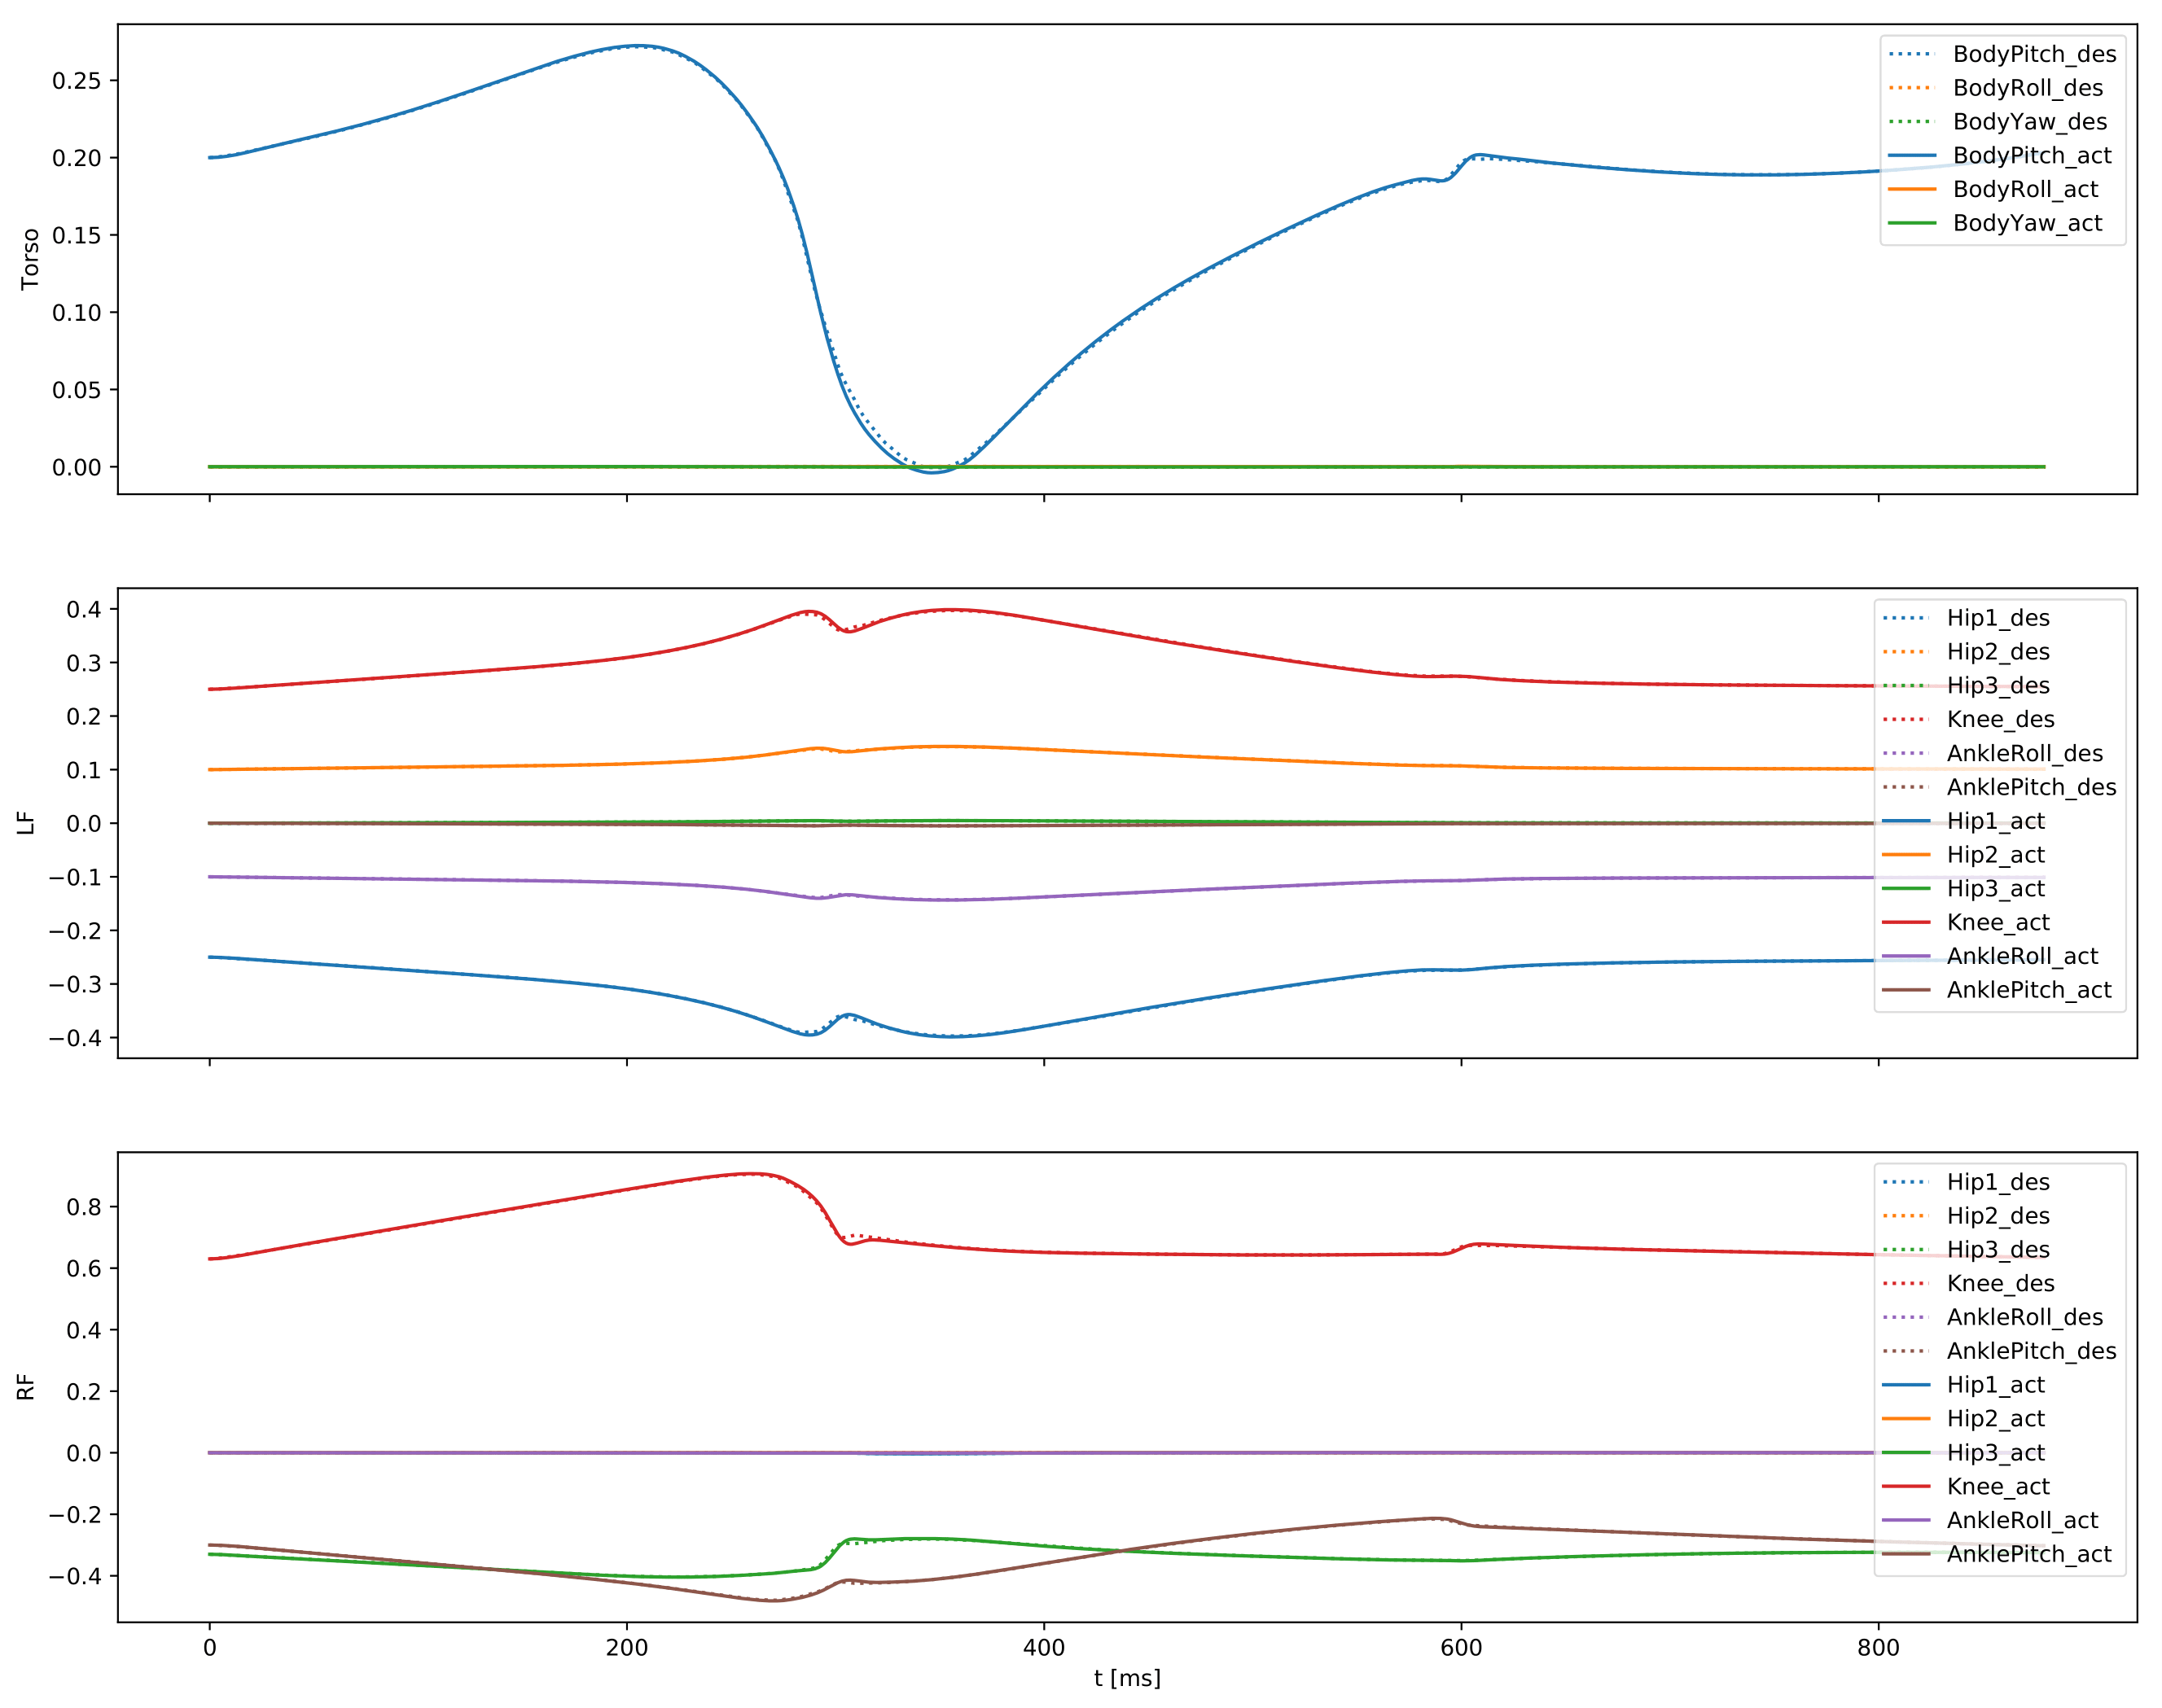 Torso
0.25
0.20
0.15
0.10
0.05
0.00
BodyPitch_des
BodyRoll_des
BodyYaw_des
BodyPitch_act
BodyRoll_act
BodyYaw_act
LF
0.4
0.3
0.2
0.1
0.0
−0.1
−0.2
−0.3
−0.4
Hip1_des
Hip2_des
Hip3_des
Knee_des
AnkleRoll_des
AnklePitch_des
Hip1_act
Hip2_act
Hip3_act
Knee_act
AnkleRoll_act
AnklePitch_act
RF
0.8
0.6
0.4
0.2
0.0
−0.2
−0.4
Hip1_des
Hip2_des
Hip3_des
Knee_des
AnkleRoll_des
AnklePitch_des
Hip1_act
Hip2_act
Hip3_act
Knee_act
AnkleRoll_act
AnklePitch_act
0 200 400 600 800
t [ms]